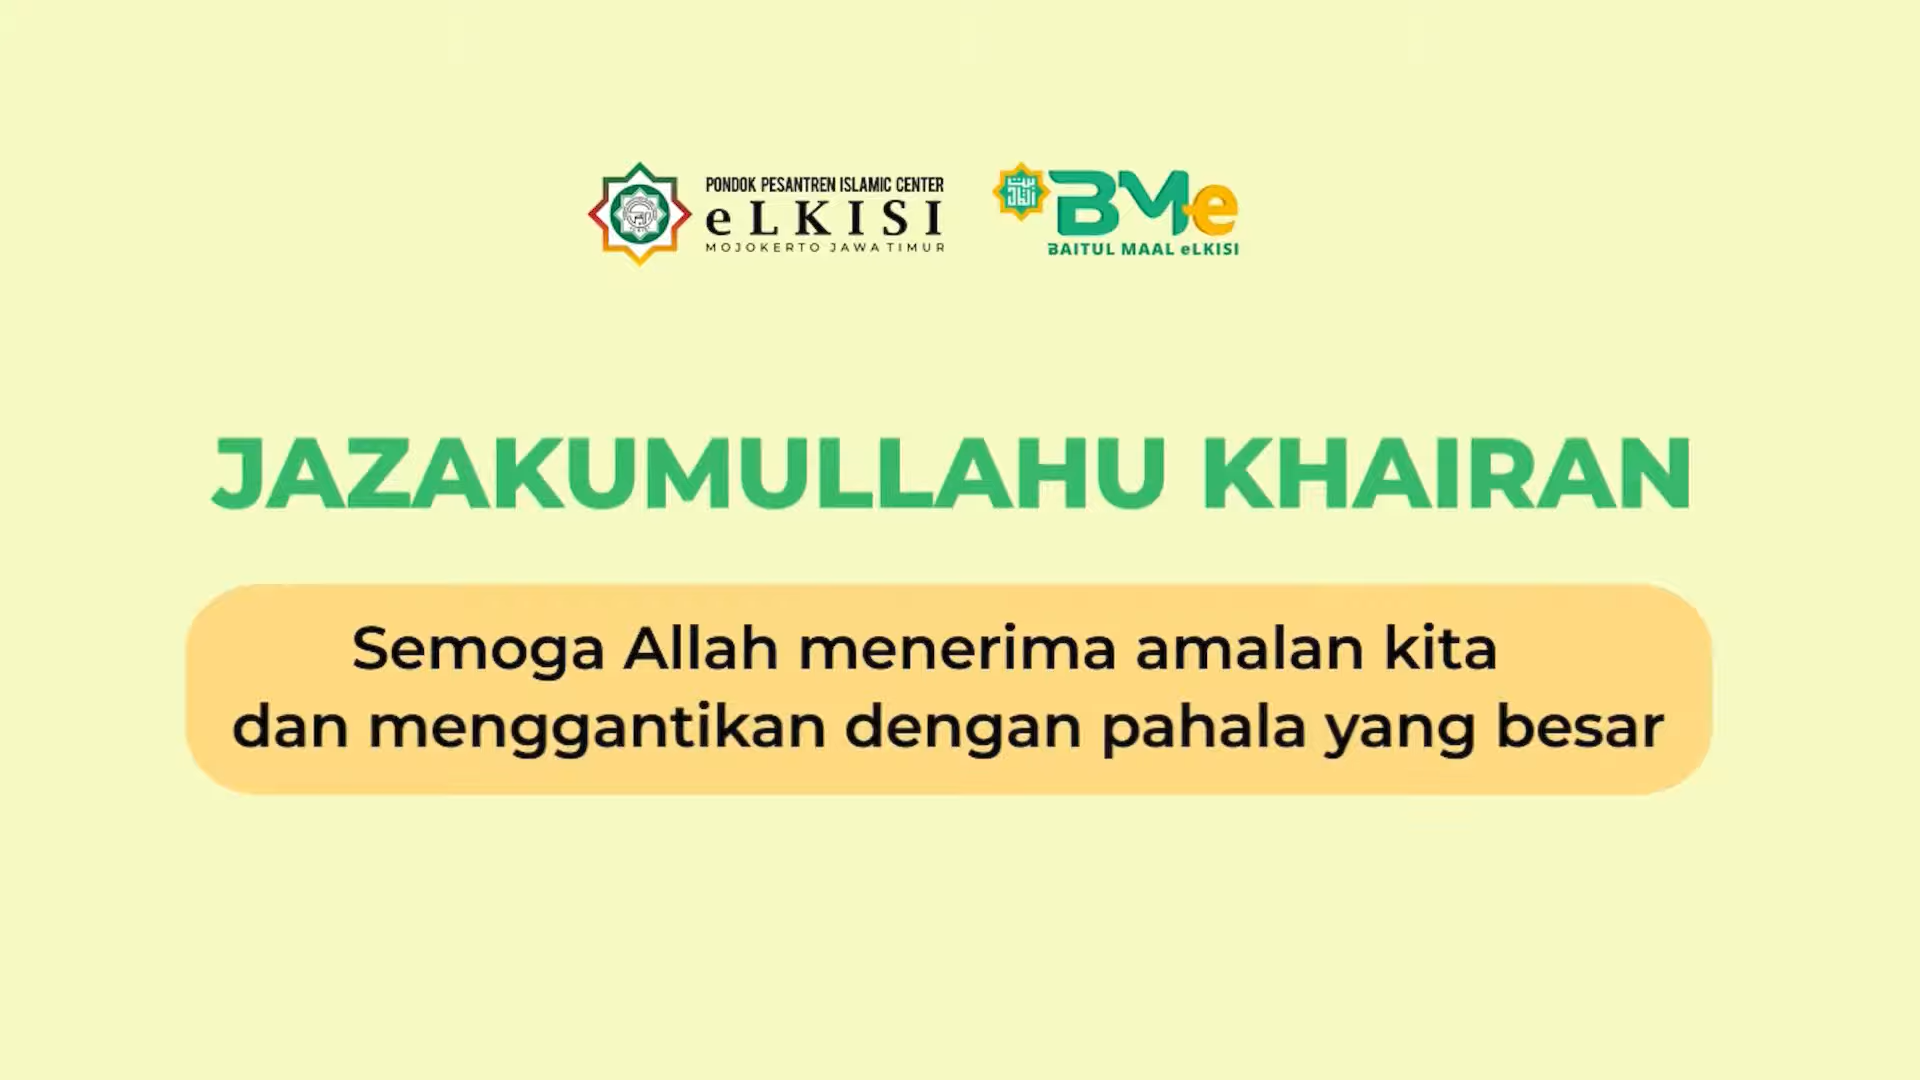 PONDOK PESANTREN ISLAMIC CENTER
eLKISI
MOJOKERTO JAWA TIMUR
BMe
BAITUL MAAL eLKISI
JAZAKUMULLAHU KHAIRAN
Semoga Allah menerima amalan kita
dan menggantikan dengan pahala yang besar